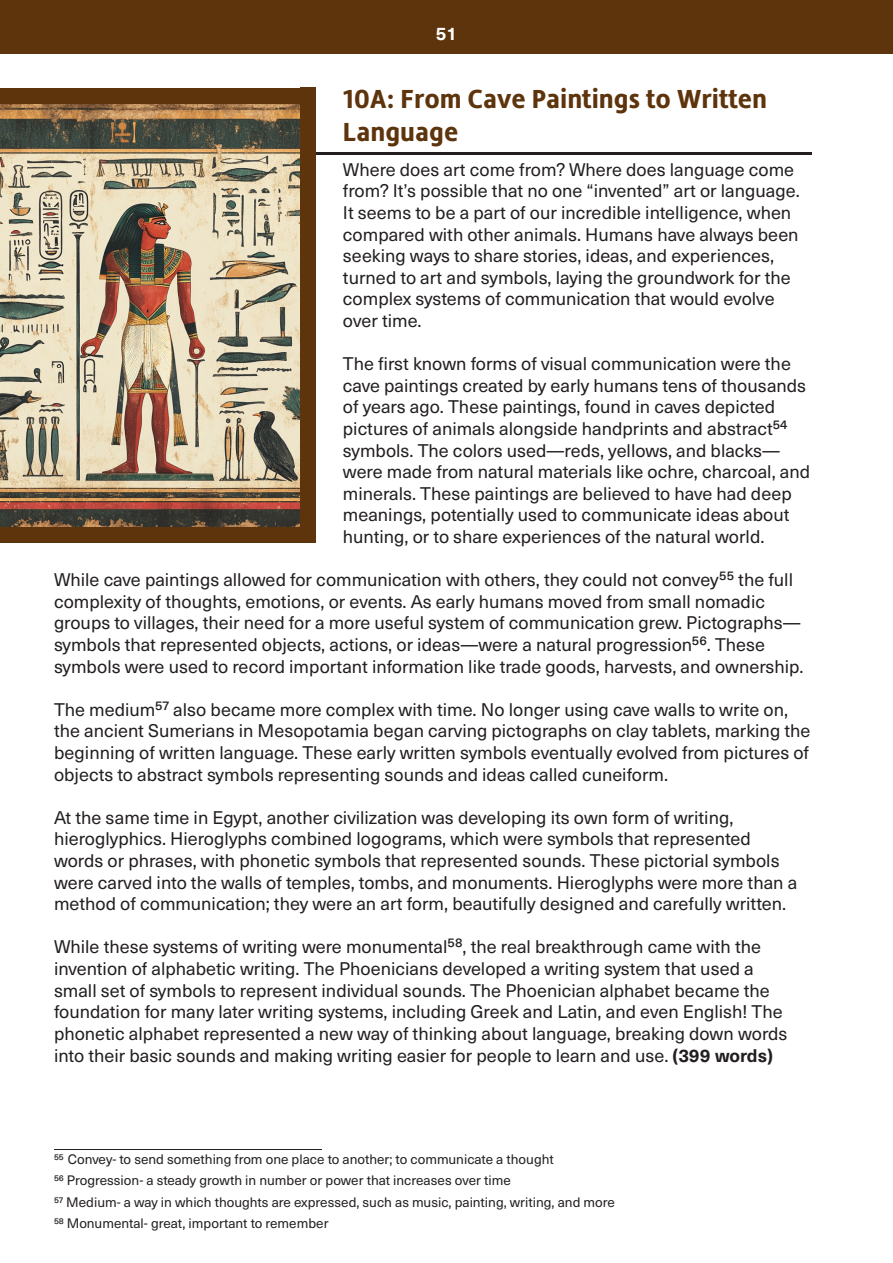 51
10A: From Cave Paintings to Written
Language
Where does art come from? Where does language come
from? It’s possible that no one “invented” art or language.
It seems to be a part of our incredible intelligence, when
compared with other animals. Humans have always been
seeking ways to share stories, ideas, and experiences,
turned to art and symbols, laying the groundwork for the
complex systems of communication that would evolve
over time.
The first known forms of visual communication were the
cave paintings created by early humans tens of thousands
of years ago. These paintings, found in caves depicted
pictures of animals alongside handprints and abstract⁵⁴
symbols. The colors used—reds, yellows, and blacks—
were made from natural materials like ochre, charcoal, and
minerals. These paintings are believed to have had deep
meanings, potentially used to communicate ideas about
hunting, or to share experiences of the natural world.
While cave paintings allowed for communication with others, they could not convey⁵⁵ the full
complexity of thoughts, emotions, or events. As early humans moved from small nomadic
groups to villages, their need for a more useful system of communication grew. Pictographs—
symbols that represented objects, actions, or ideas—were a natural progression⁵⁶. These
symbols were used to record important information like trade goods, harvests, and ownership.
The medium⁵⁷ also became more complex with time. No longer using cave walls to write on,
the ancient Sumerians in Mesopotamia began carving pictographs on clay tablets, marking the
beginning of written language. These early written symbols eventually evolved from pictures of
objects to abstract symbols representing sounds and ideas called cuneiform.
At the same time in Egypt, another civilization was developing its own form of writing,
hieroglyphics. Hieroglyphs combined logograms, which were symbols that represented
words or phrases, with phonetic symbols that represented sounds. These pictorial symbols
were carved into the walls of temples, tombs, and monuments. Hieroglyphs were more than a
method of communication; they were an art form, beautifully designed and carefully written.
While these systems of writing were monumental⁵⁸, the real breakthrough came with the
invention of alphabetic writing. The Phoenicians developed a writing system that used a
small set of symbols to represent individual sounds. The Phoenician alphabet became the
foundation for many later writing systems, including Greek and Latin, and even English! The
phonetic alphabet represented a new way of thinking about language, breaking down words
into their basic sounds and making writing easier for people to learn and use. (399 words)
⁵⁵ Convey- to send something from one place to another; to communicate a thought
⁵⁶ Progression- a steady growth in number or power that increases over time
⁵⁷ Medium- a way in which thoughts are expressed, such as music, painting, writing, and more
⁵⁸ Monumental- great, important to remember